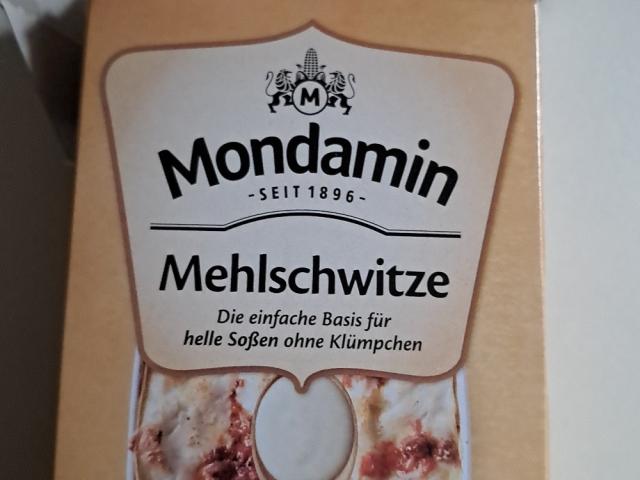 M
Mondamin
-SEIT 1896-
Mehlschwitze
Die einfache Basis für
helle Soßen ohne Klümpchen